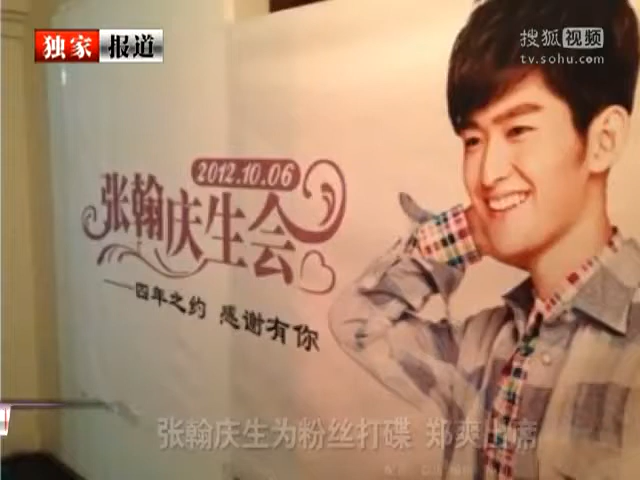 独家报道
搜狐视频
tv.sohu.com
2012.10.06
张翰庆生会
——四年之约 感谢有你
张翰庆生为粉丝打碟 郑爽出席